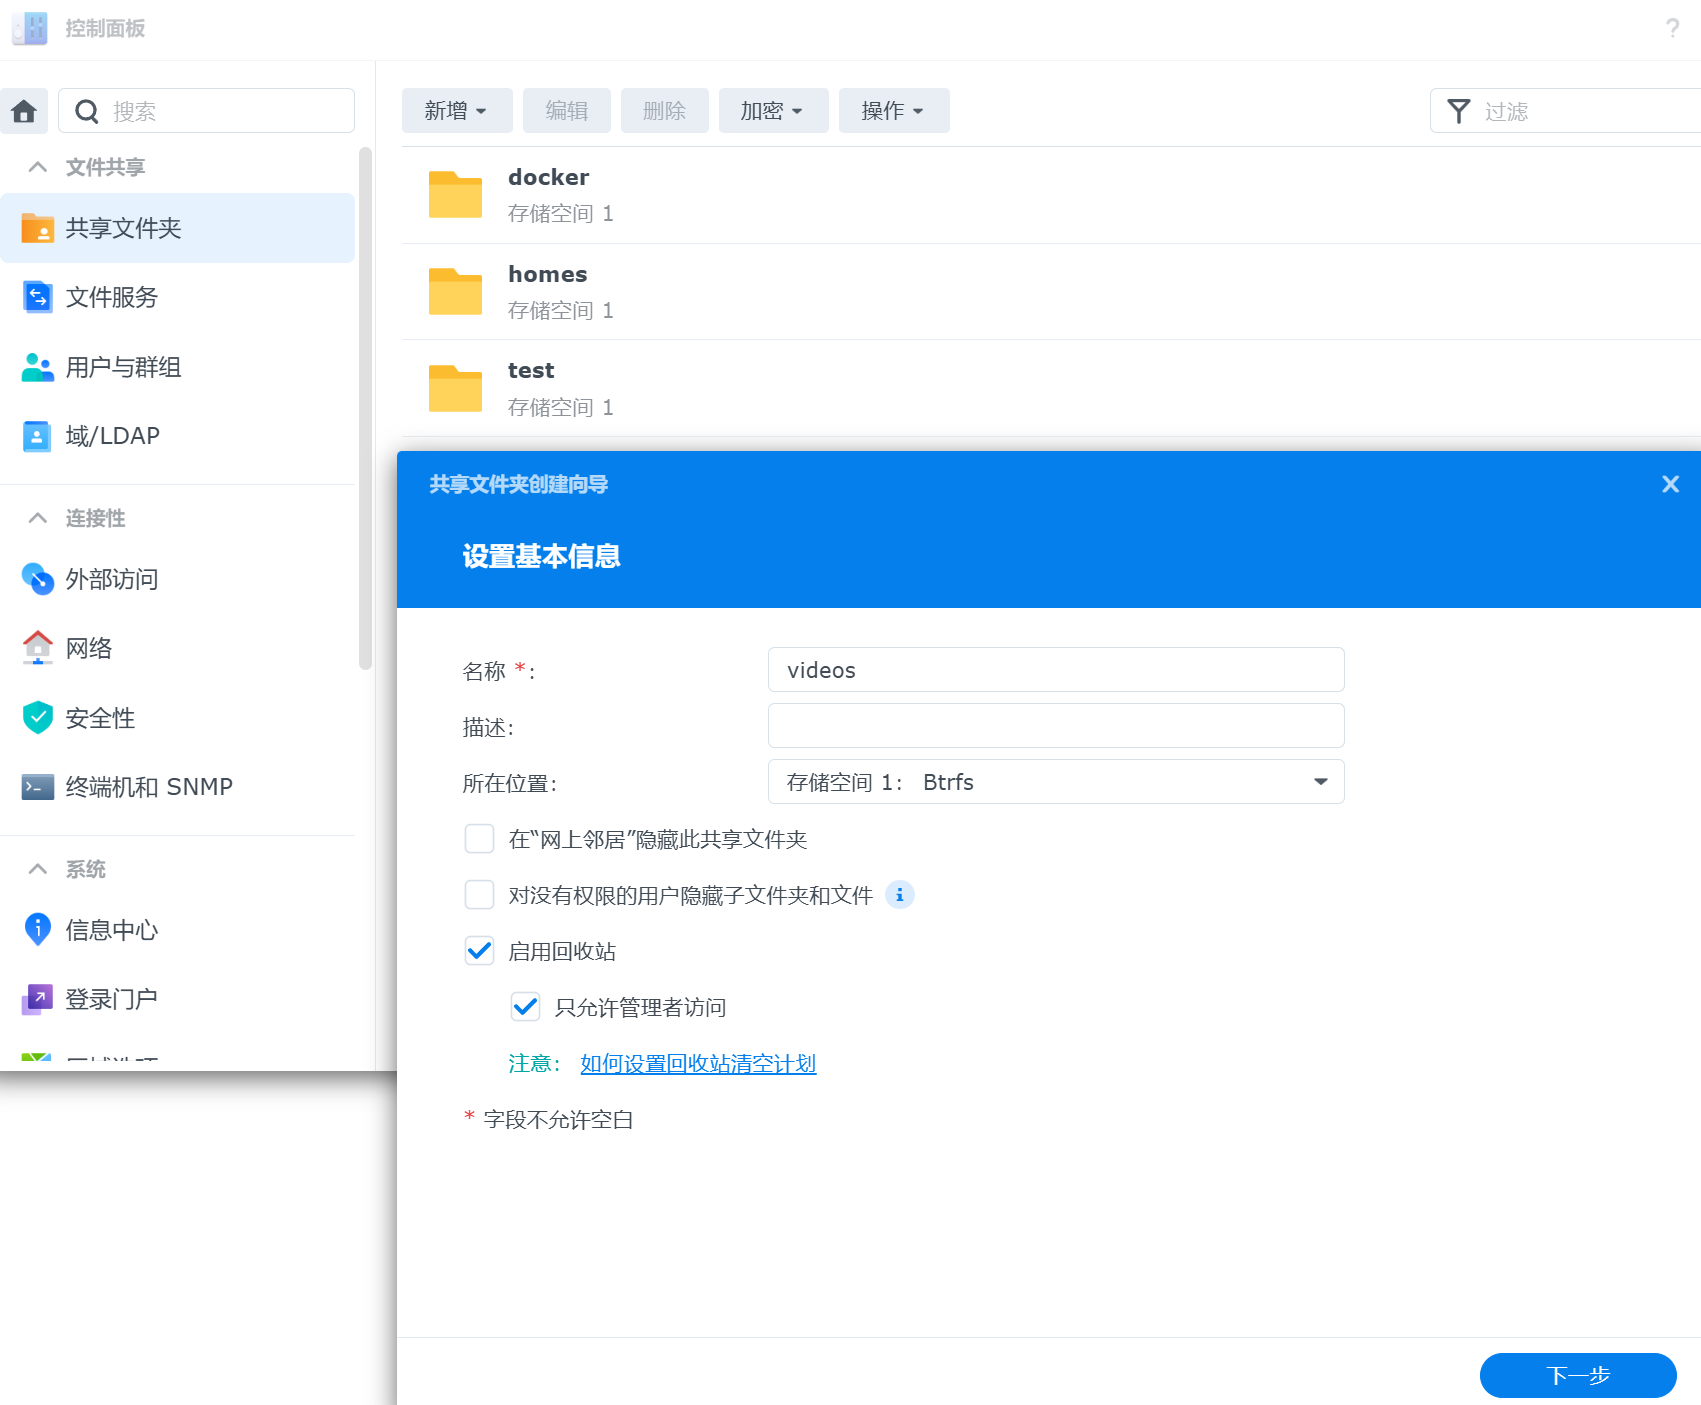 控制面板
?
搜索
新增 编辑 删除 加密 操作
过滤
文件共享
共享文件夹
文件服务
用户与群组
域/LDAP
连接性
外部访问
网络
安全性
终端机和 SNMP
系统
信息中心
登录门户
区域选项
docker
存储空间 1
homes
存储空间 1
test
存储空间 1
共享文件夹创建向导
设置基本信息
名称 *:
videos
描述:
所在位置:
存储空间 1: Btrfs
在“网上邻居”隐藏此共享文件夹
对没有权限的用户隐藏子文件夹和文件
启用回收站
只允许管理者访问
注意: 如何设置回收站清空计划
* 字段不允许空白
下一步